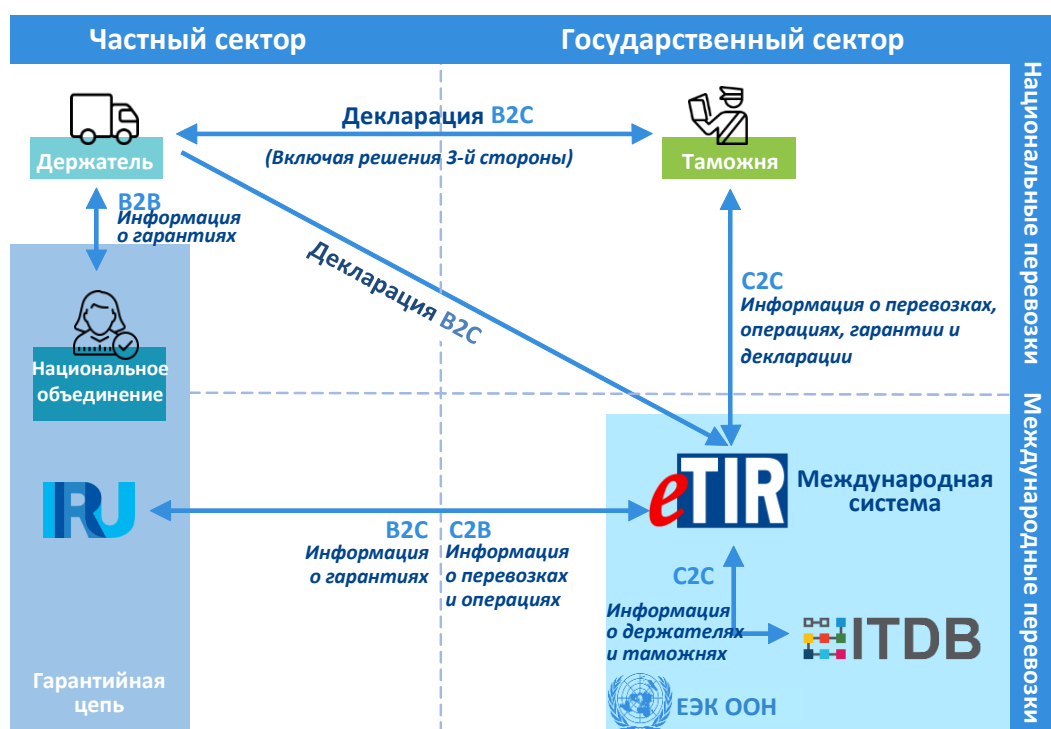 Частный сектор
Государственный сектор
Национальные перевозки
Международные перевозки
Держатель
Декларация B2C
(Включая решения 3-й стороны)
Таможня
B2B
Информация
о гарантиях
Декларация B2C
C2C
Информация о перевозках,
операциях, гарантии и
декларации
Национальное
объединение
IRU
eTIR
Международная
система
B2C
Информация
о гарантиях
C2B
Информация
о перевозках
и операциях
C2C
Информация
о держателях
и таможнях
ITDB
Гарантийная
цепь
ЕЭК ООН